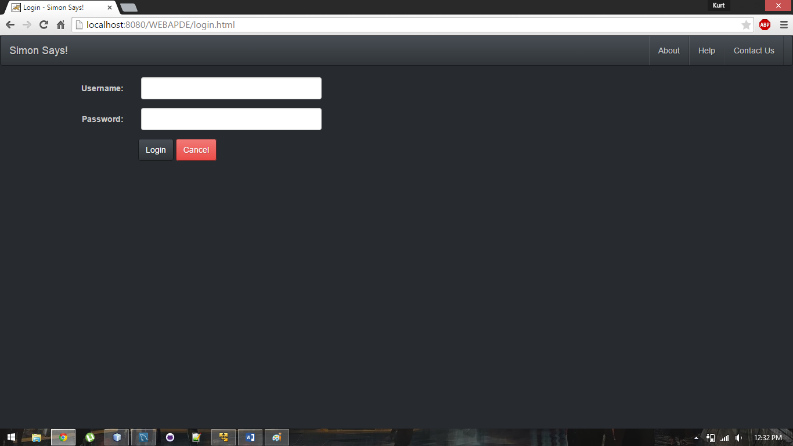 Login - Simon Says!
Kurt
localhost:8080/WEBAPDE/login.html
ABP
Simon Says!
About
Help
Contact Us
Username:
Password:
Login
Cancel
12:32 PM